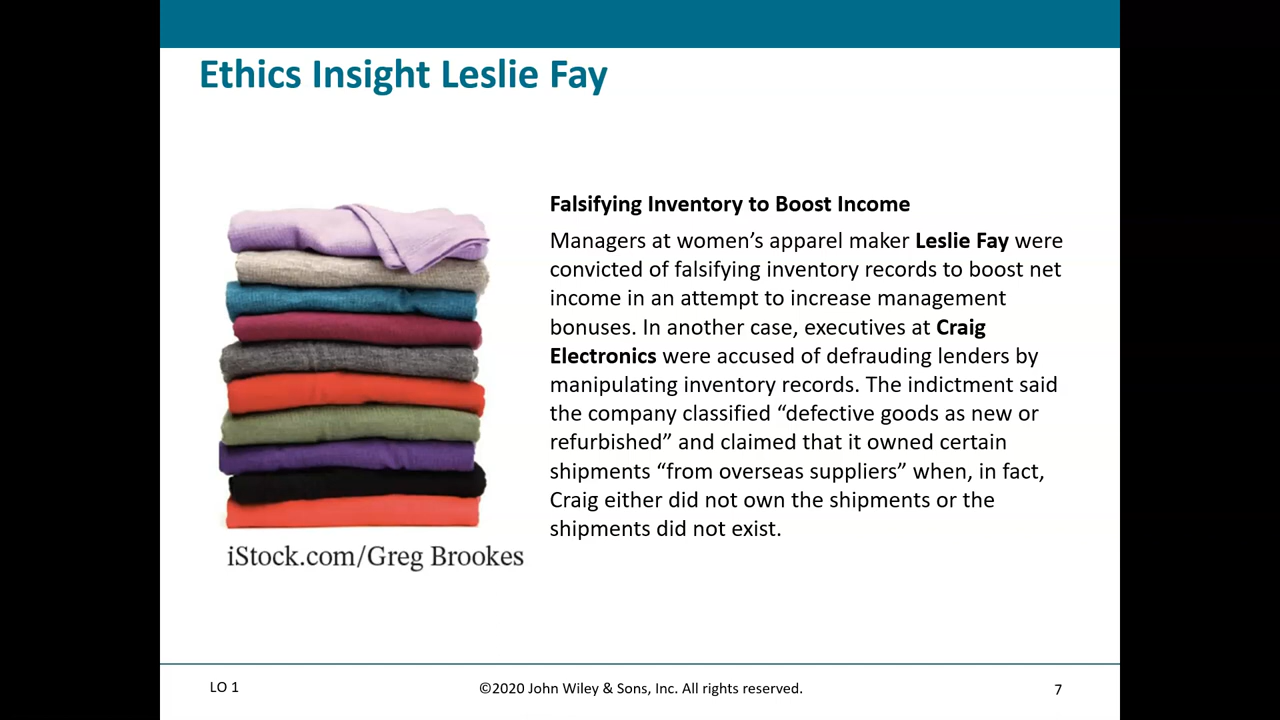 Ethics Insight Leslie Fay
Falsifying Inventory to Boost Income
Managers at women’s apparel maker Leslie Fay were
convicted of falsifying inventory records to boost net
income in an attempt to increase management
bonuses. In another case, executives at Craig
Electronics were accused of defrauding lenders by
manipulating inventory records. The indictment said
the company classified “defective goods as new or
refurbished” and claimed that it owned certain
shipments “from overseas suppliers” when, in fact,
Craig either did not own the shipments or the
shipments did not exist.
iStock.com/Greg Brookes
LO 1
©2020 John Wiley & Sons, Inc. All rights reserved.
7